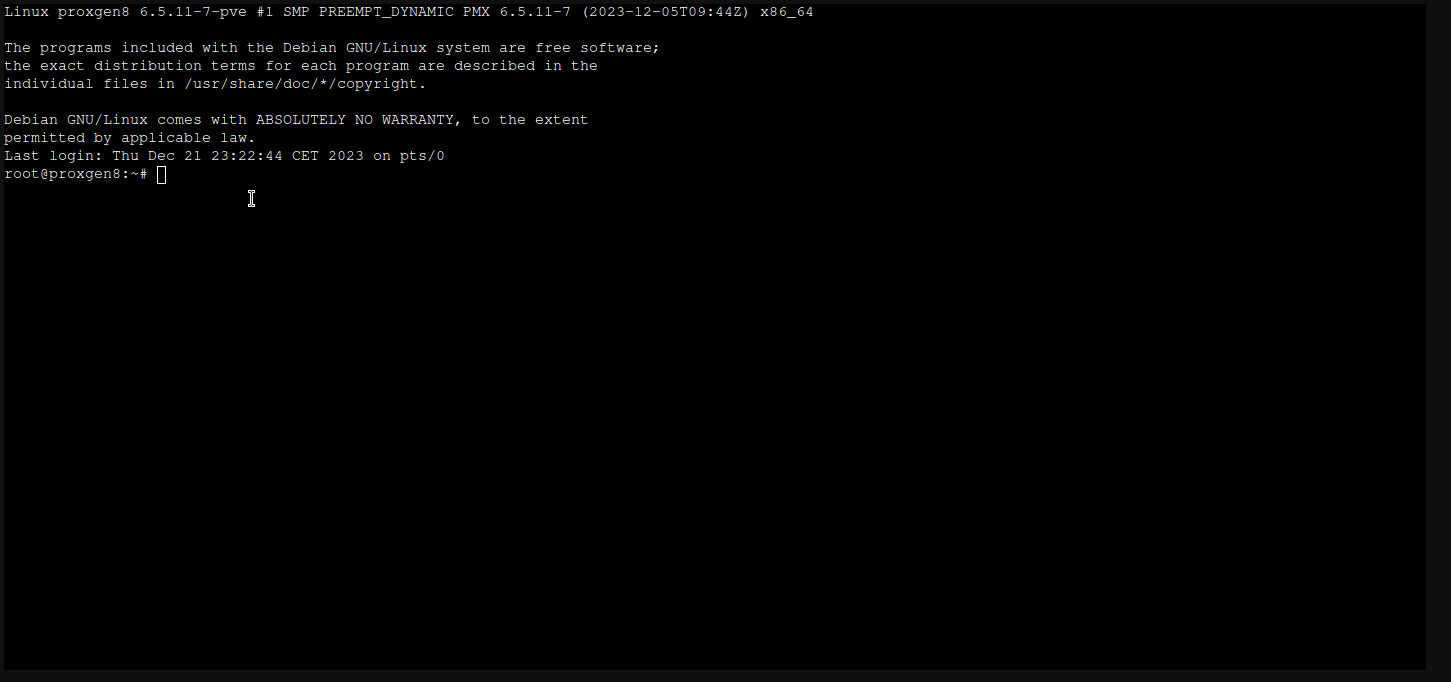 Linux proxgen8 6.5.11-7-pve #1 SMP PREEMPT_DYNAMIC PMX 6.5.11-7 (2023-12-05T09:44Z) x86_64
The programs included with the Debian GNU/Linux system are free software;
the exact distribution terms for each program are described in the
individual files in /usr/share/doc/*/copyright.
Debian GNU/Linux comes with ABSOLUTELY NO WARRANTY, to the extent
permitted by applicable law.
Last login: Thu Dec 21 23:22:44 CET 2023 on pts/0
root@proxgen8:~#